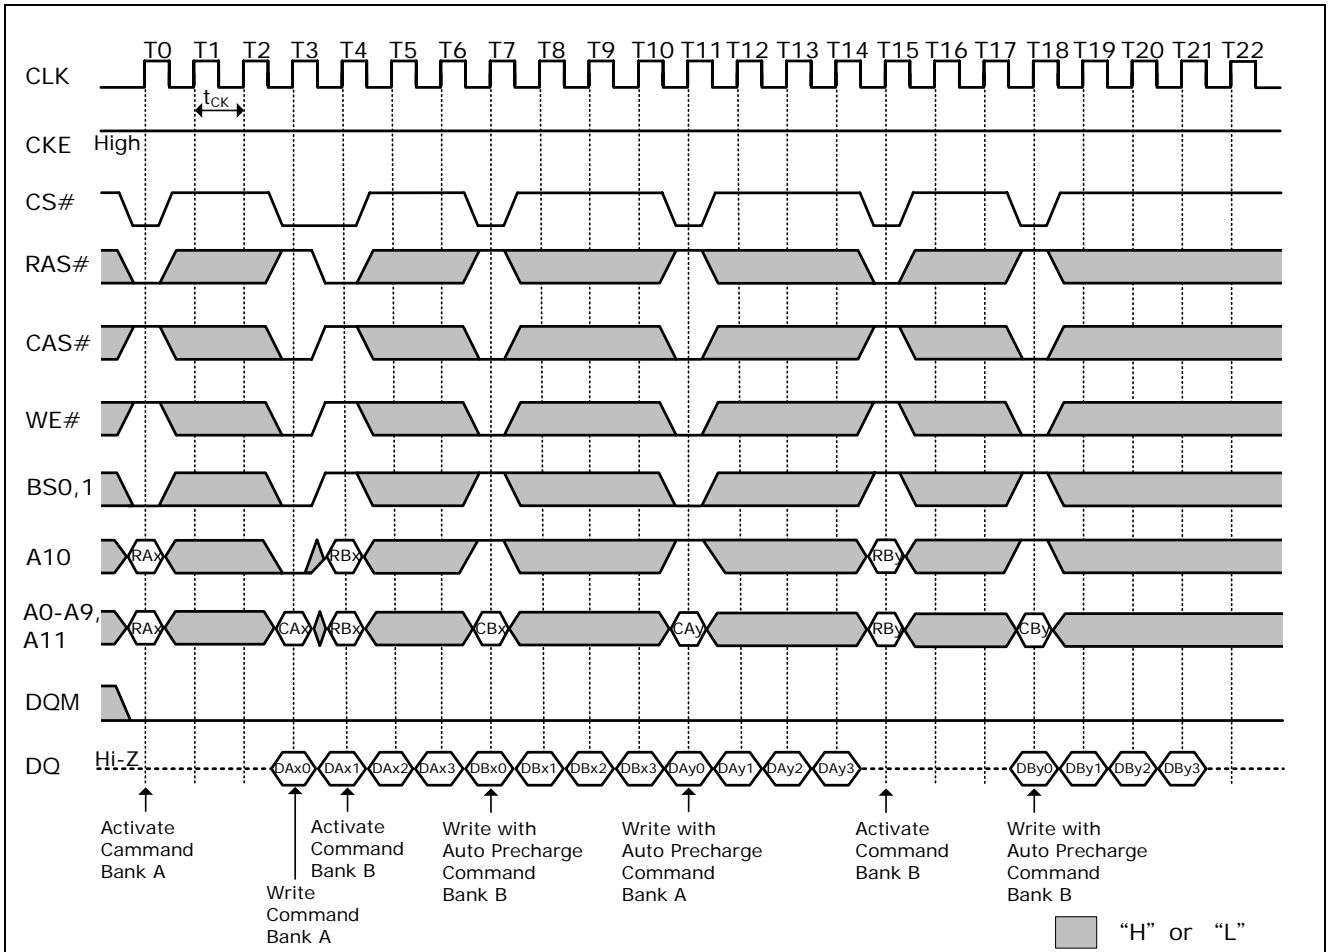 T0 T1 T2 T3 T4 T5 T6 T7 T8 T9 T10 T11 T12 T13 T14 T15 T16 T17 T18 T19 T20 T21 T22
CLK
tCK
CKE High
CS#
RAS#
CAS#
WE#
BS0,1
A10 RAx RBx RBy
A0-A9,
A11
RAx CAx RBx CBx CAy RBy CBy
DQM
DQ Hi-Z DAx0 DAx1 DAx2 DAx3 DBx0 DBx1 DBx2 DBx3 DAy0 DAy1 DAy2 DAy3 DBy0 DBy1 DBy2 DBy3
Activate
Cammand
Bank A
Write
Command
Bank A
Activate
Command
Bank B
Write with
Auto Precharge
Command
Bank B
Write with
Auto Precharge
Command
Bank A
Activate
Command
Bank B
Write with
Auto Precharge
Command
Bank B
“H” or “L”